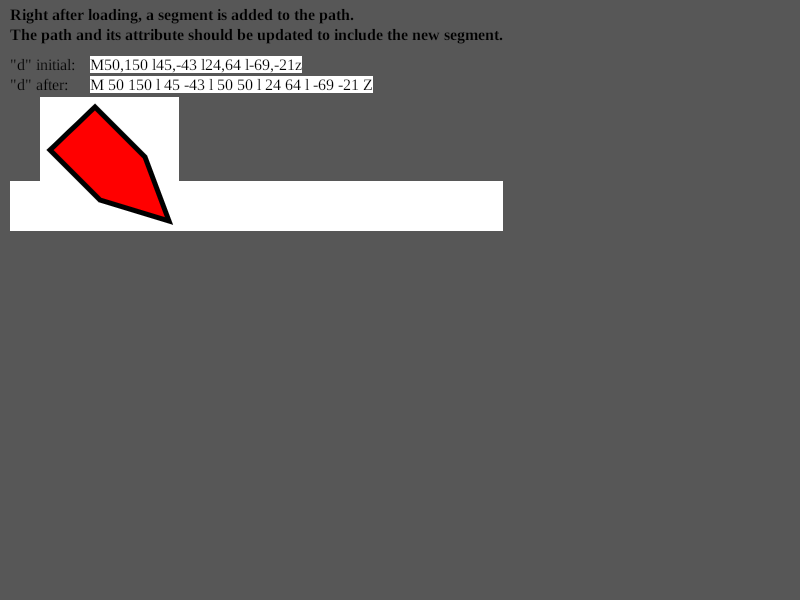 Right after loading, a segment is added to the path.
The path and its attribute should be updated to include the new segment.
"d" initial: M50,150 l45,-43 l24,64 l-69,-21z
"d" after: M 50 150 l 45 -43 l 50 50 l 24 64 l -69 -21 Z